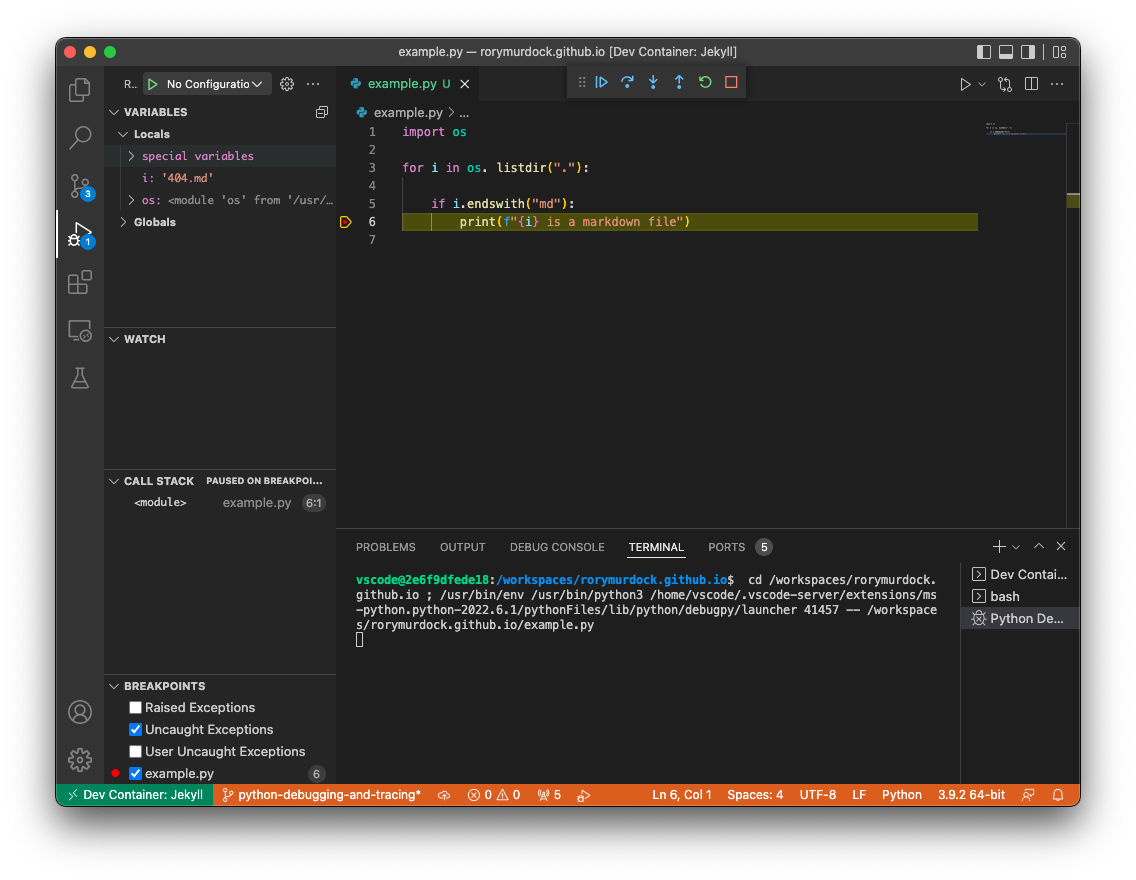 example.py — rorymurdock.github.io [Dev Container: Jekyll]
R.. No Configuratio ...
example.py U
VARIABLES
Locals
special variables
i: '404.md'
os: <module 'os' from '/usr/…
Globals
WATCH
CALL STACK PAUSED ON BREAKPOI...
<module> example.py 6:1
BREAKPOINTS
Raised Exceptions
Uncaught Exceptions
User Uncaught Exceptions
example.py 6
3
1
example.py > ...
1 import os
2
3 for i in os. listdir("."):
4
5 if i.endswith("md"):
6 print(f"{i} is a markdown file")
7
PROBLEMS OUTPUT DEBUG CONSOLE TERMINAL PORTS 5
vscode@2e6f9dfede18:/workspaces/rorymurdock.github.io$ cd /workspaces/rorymurdock.
github.io ; /usr/bin/env /usr/bin/python3 /home/vscode/.vscode-server/extensions/ms
-python.python-2022.6.1/pythonFiles/lib/python/debugpy/launcher 41457 -- /workspace
s/rorymurdock.github.io/example.py
Dev Contai...
bash
Python De...
Dev Container: Jekyll python-debugging-and-tracing* 0 0 5 Ln 6, Col 1 Spaces: 4 UTF-8 LF Python 3.9.2 64-bit